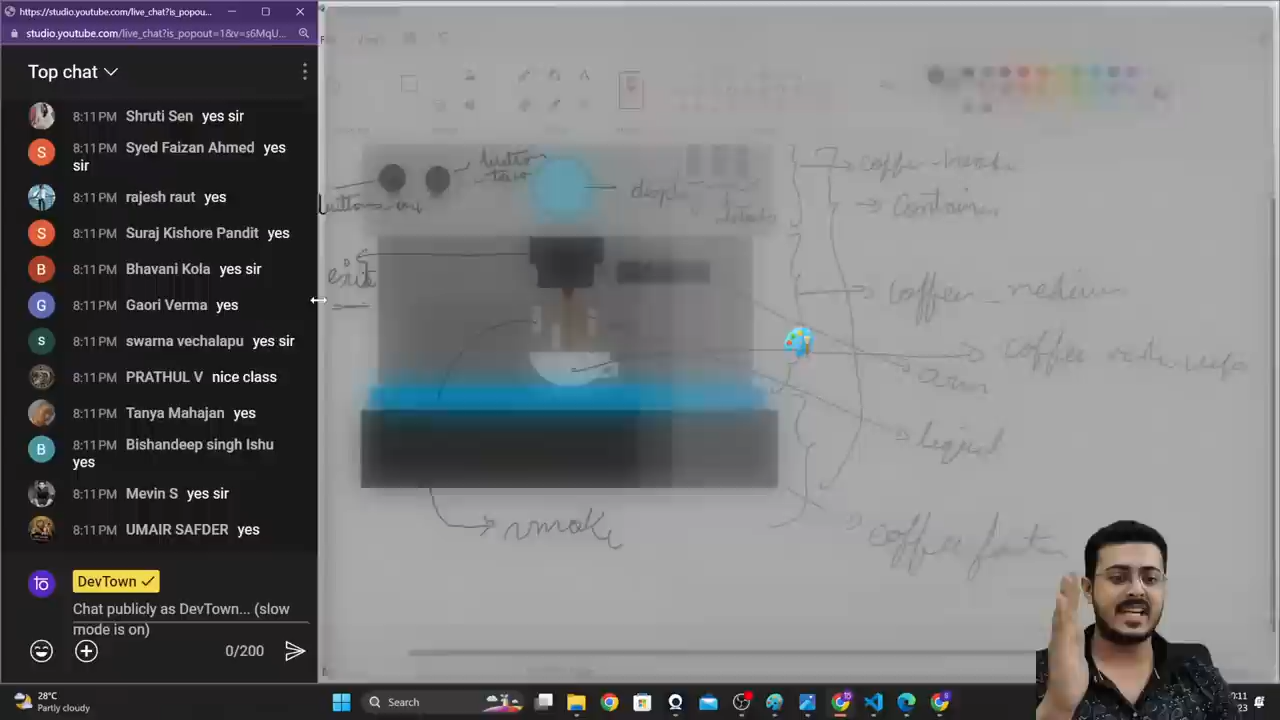 https://studio.youtube.com/live_chat?is_popou...
studio.youtube.com/live_chat?is_popout=1&v=s6MqU...
Top chat
8:11 PM Shruti Sen yes sir
8:11 PM Syed Faizan Ahmed yes
sir
8:11 PM rajesh raut yes
8:11 PM Suraj Kishore Pandit yes
8:11 PM Bhavani Kola yes sir
8:11 PM Gaori Verma yes
8:11 PM swarna vechalapu yes sir
8:11 PM PRATHUL V nice class
8:11 PM Tanya Mahajan yes
8:11 PM Bishandeep singh Ishu
yes
8:11 PM Mevin S yes sir
8:11 PM UMAIR SAFDER yes
DevTown
Chat publicly as DevTown... (slow
mode is on)
0/200
coffee-
→ Container
coffee_medium
coffee
arm
liquid
smoke
coffee
28°C
Partly cloudy
Search